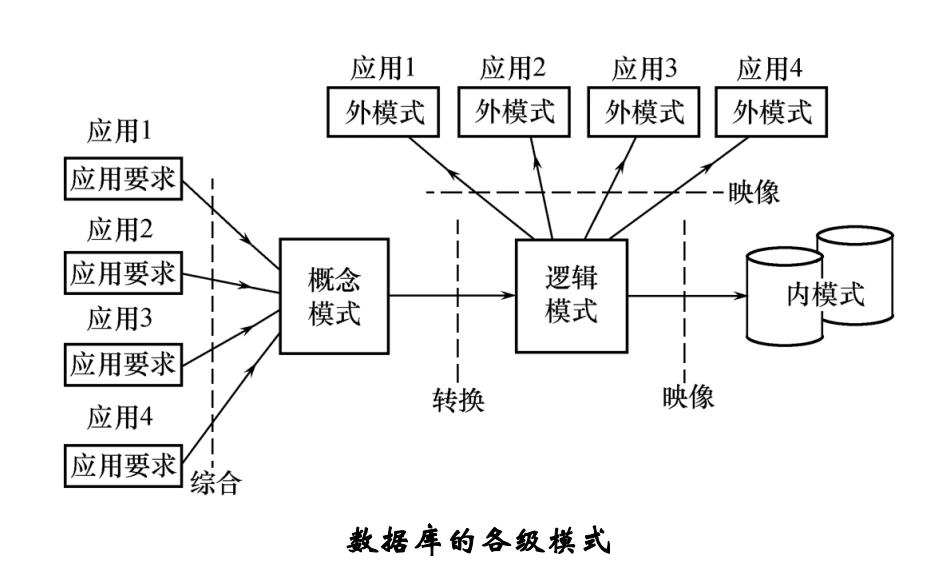 应用1
应用2
应用3
应用4
外模式
外模式
外模式
外模式
应用1
应用要求
映像
应用2
应用要求
概念
模式
逻辑
模式
内模式
应用3
应用要求
转换
映像
应用4
应用要求
综合
数据库的各级模式